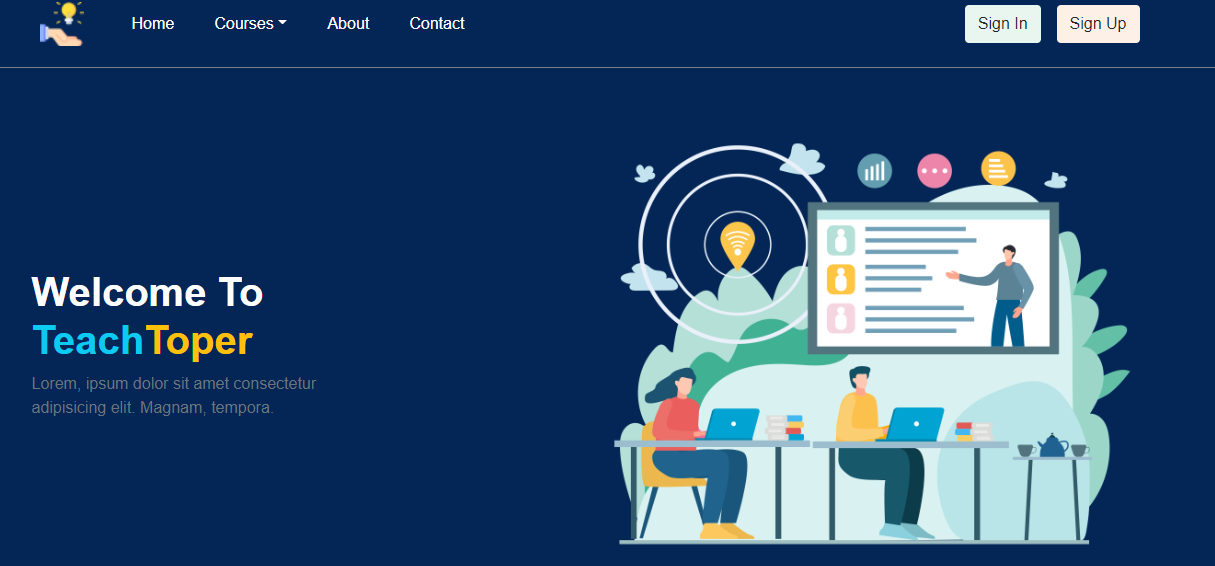 Home Courses About Contact Sign In Sign Up
Welcome To
TeachToper
Lorem, ipsum dolor sit amet consectetur
adipisicing elit. Magnam, tempora.